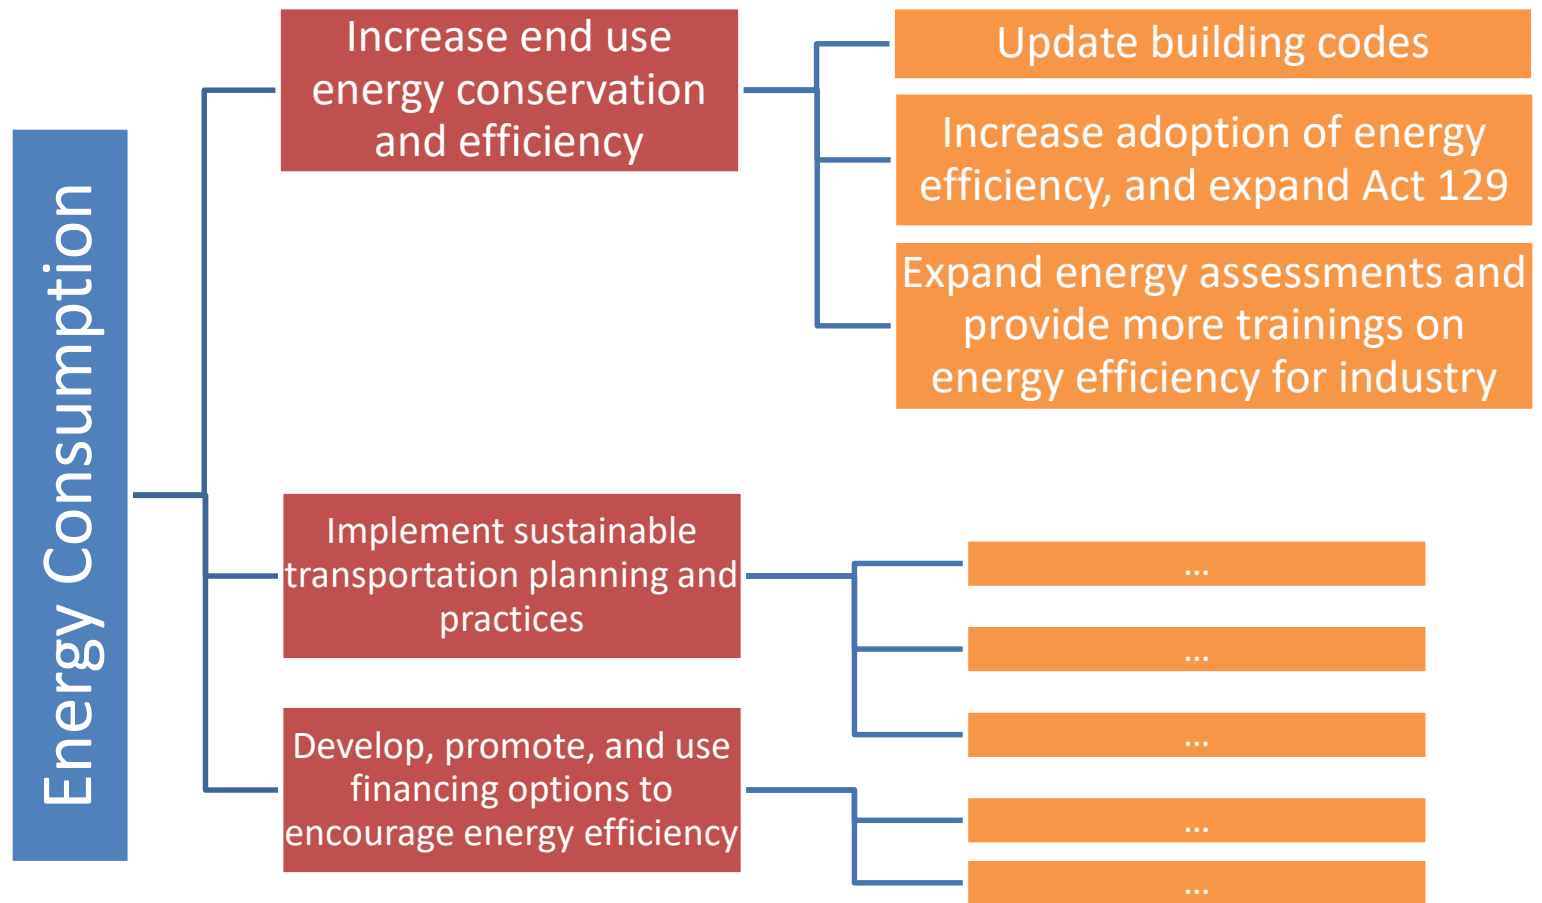 Energy Consumption
Increase end use
energy conservation
and efficiency
Update building codes
Increase adoption of energy
efficiency, and expand Act 129
Expand energy assessments and
provide more trainings on
energy efficiency for industry
Implement sustainable
transportation planning and
practices
...
...
...
Develop, promote, and use
financing options to
encourage energy efficiency
...
...